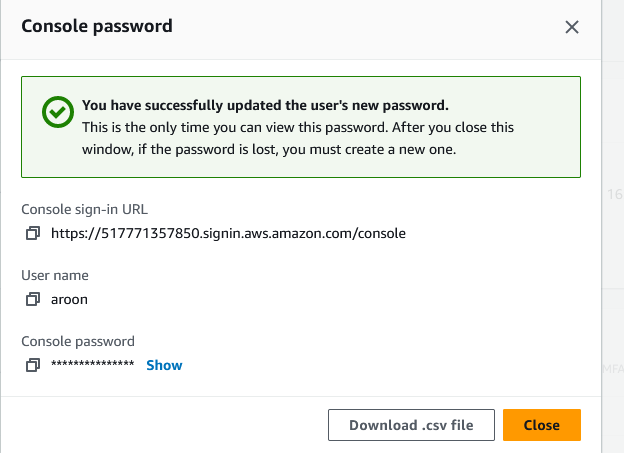 Console password
You have successfully updated the user's new password.
This is the only time you can view this password. After you close this
window, if the password is lost, you must create a new one.
Console sign-in URL
https://517771357850.signin.aws.amazon.com/console
User name
aroon
Console password
*************** Show
Download .csv file
Close
16
MFA